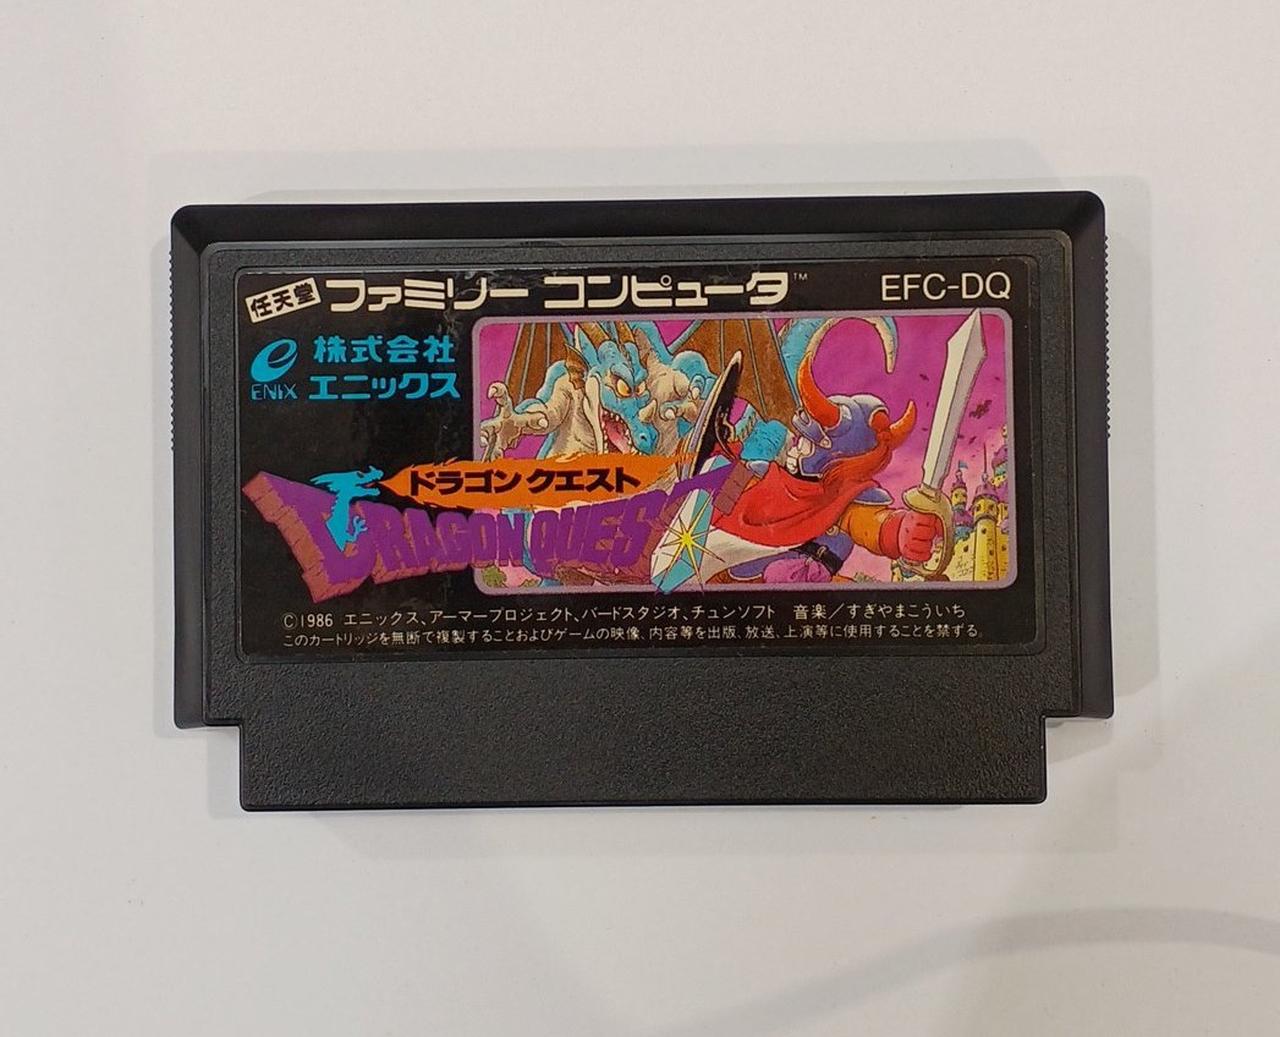 任天堂 ファミリー コンピュータ™ EFC-DQ
e 株式会社
ENIX エニックス
ドラゴン クエスト
DRAGON QUEST
©1986 エニックス、アーマープロジェクト、バードスタジオ、チュンソフト 音楽／すぎやまこういち
このカートリッジを無断で複製することおよびゲームの映像、内容等を出版、放送、上演等に使用することを禁ずる。